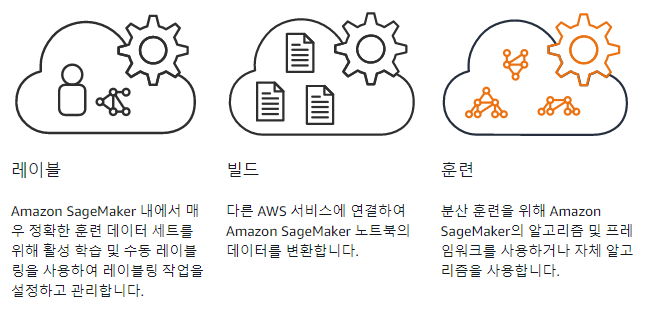 레이블
Amazon SageMaker 내에서 매
우 정확한 훈련 데이터 세트를
위해 활성 학습 및 수동 레이블
링을 사용하여 레이블링 작업을
설정하고 관리합니다.
빌드
다른 AWS 서비스에 연결하여
Amazon SageMaker 노트북의
데이터를 변환합니다.
훈련
분산 훈련을 위해 Amazon
SageMaker의 알고리즘 및 프레
임워크를 사용하거나 자체 알고
리즘을 사용합니다.